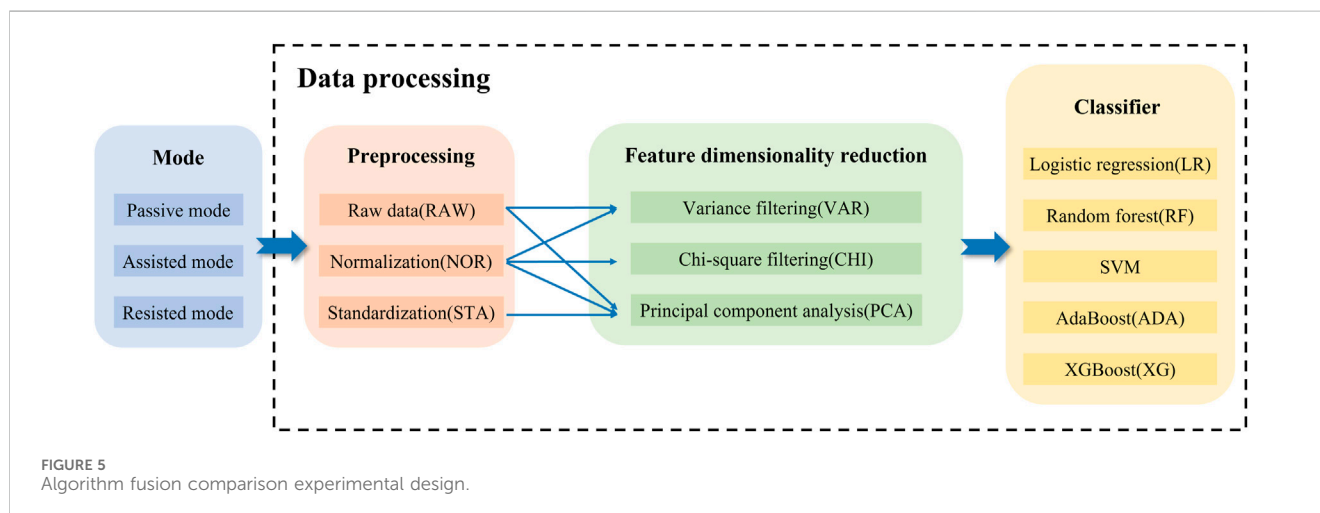 Data processing
Mode
Passive mode
Assisted mode
Resisted mode
Preprocessing
Raw data(RAW)
Normalization(NOR)
Standardization(STA)
Feature dimensionality reduction
Variance filtering(VAR)
Chi-square filtering(CHI)
Principal component analysis(PCA)
Classifier
Logistic regression(LR)
Random forest(RF)
SVM
AdaBoost(ADA)
XGBoost(XG)
FIGURE 5
Algorithm fusion comparison experimental design.